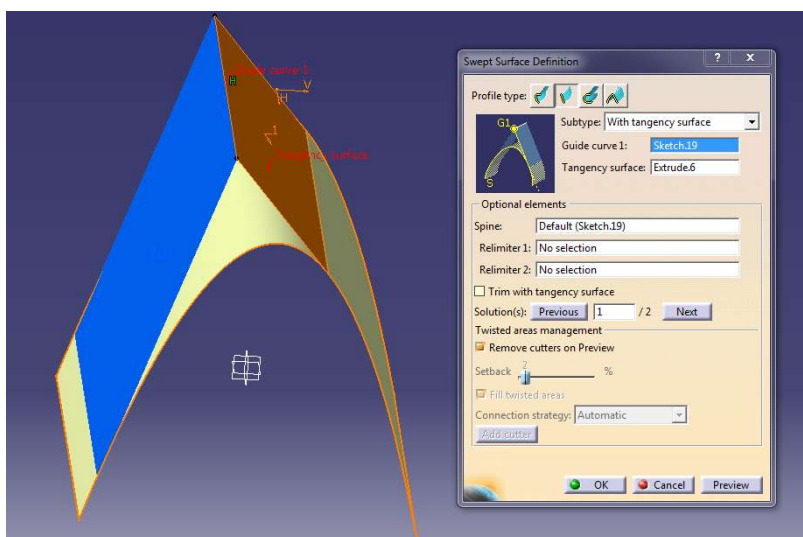 Guide curve 1
H
V
H
1
Tangency surface
Swept Surface Definition
? X
Profile type:
G1
S
Subtype: With tangency surface
Guide curve 1: Sketch.19
Tangency surface: Extrude.6
Optional elements
Spine: Default (Sketch.19)
Relimiter 1: No selection
Relimiter 2: No selection
Trim with tangency surface
Solution(s): Previous 1 / 2 Next
Twisted areas management
Remove cutters on Preview
2
Setback %
Fill twisted areas
Connection strategy: Automatic
Add cutter
OK Cancel Preview